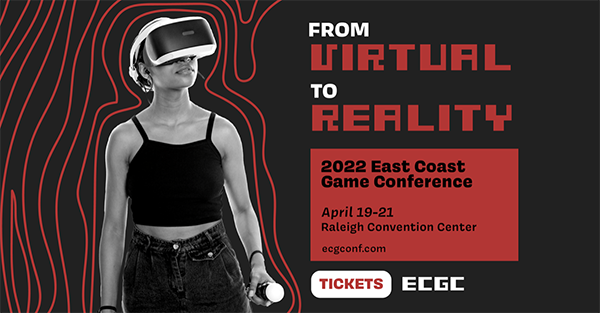 FROM
VIRTUAL
TO
REALITY
2022 East Coast
Game Conference
April 19-21
Raleigh Convention Center
ecgconf.com
TICKETS ECGC